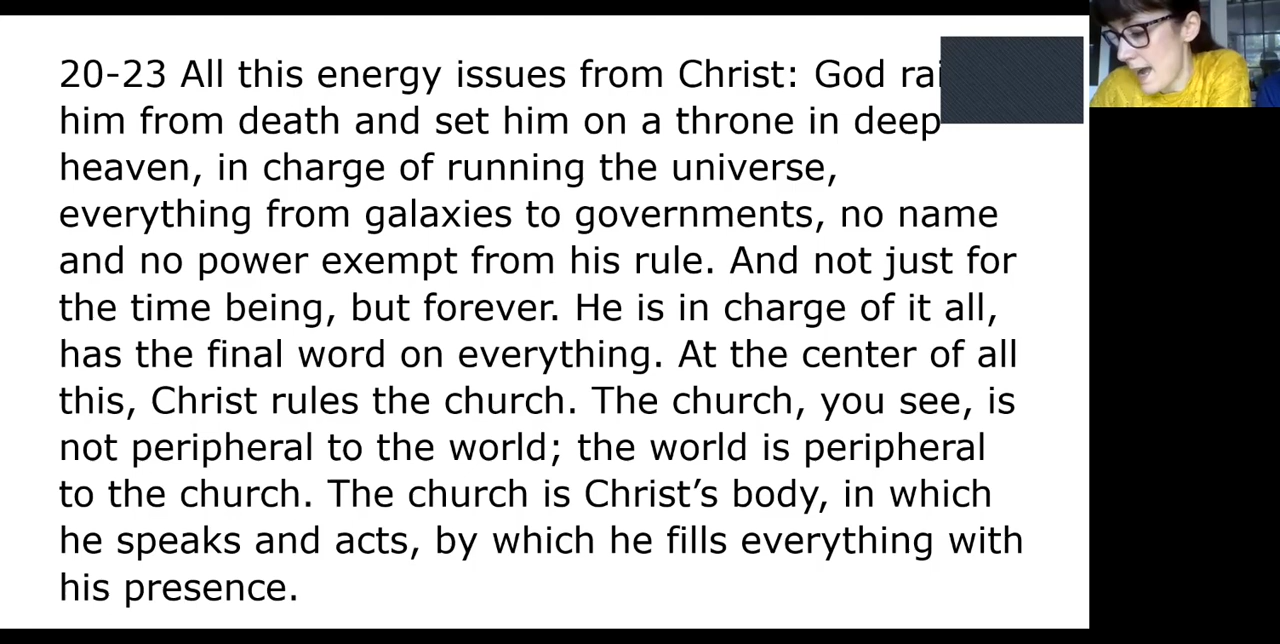 20-23 All this energy issues from Christ: God
him from death and set him on a throne in deep
heaven, in charge of running the universe,
everything from galaxies to governments, no name
and no power exempt from his rule. And not just for
the time being, but forever. He is in charge of it all,
has the final word on everything. At the center of all
this, Christ rules the church. The church, you see, is
not peripheral to the world; the world is peripheral
to the church. The church is Christ’s body, in which
he speaks and acts, by which he fills everything with
his presence.